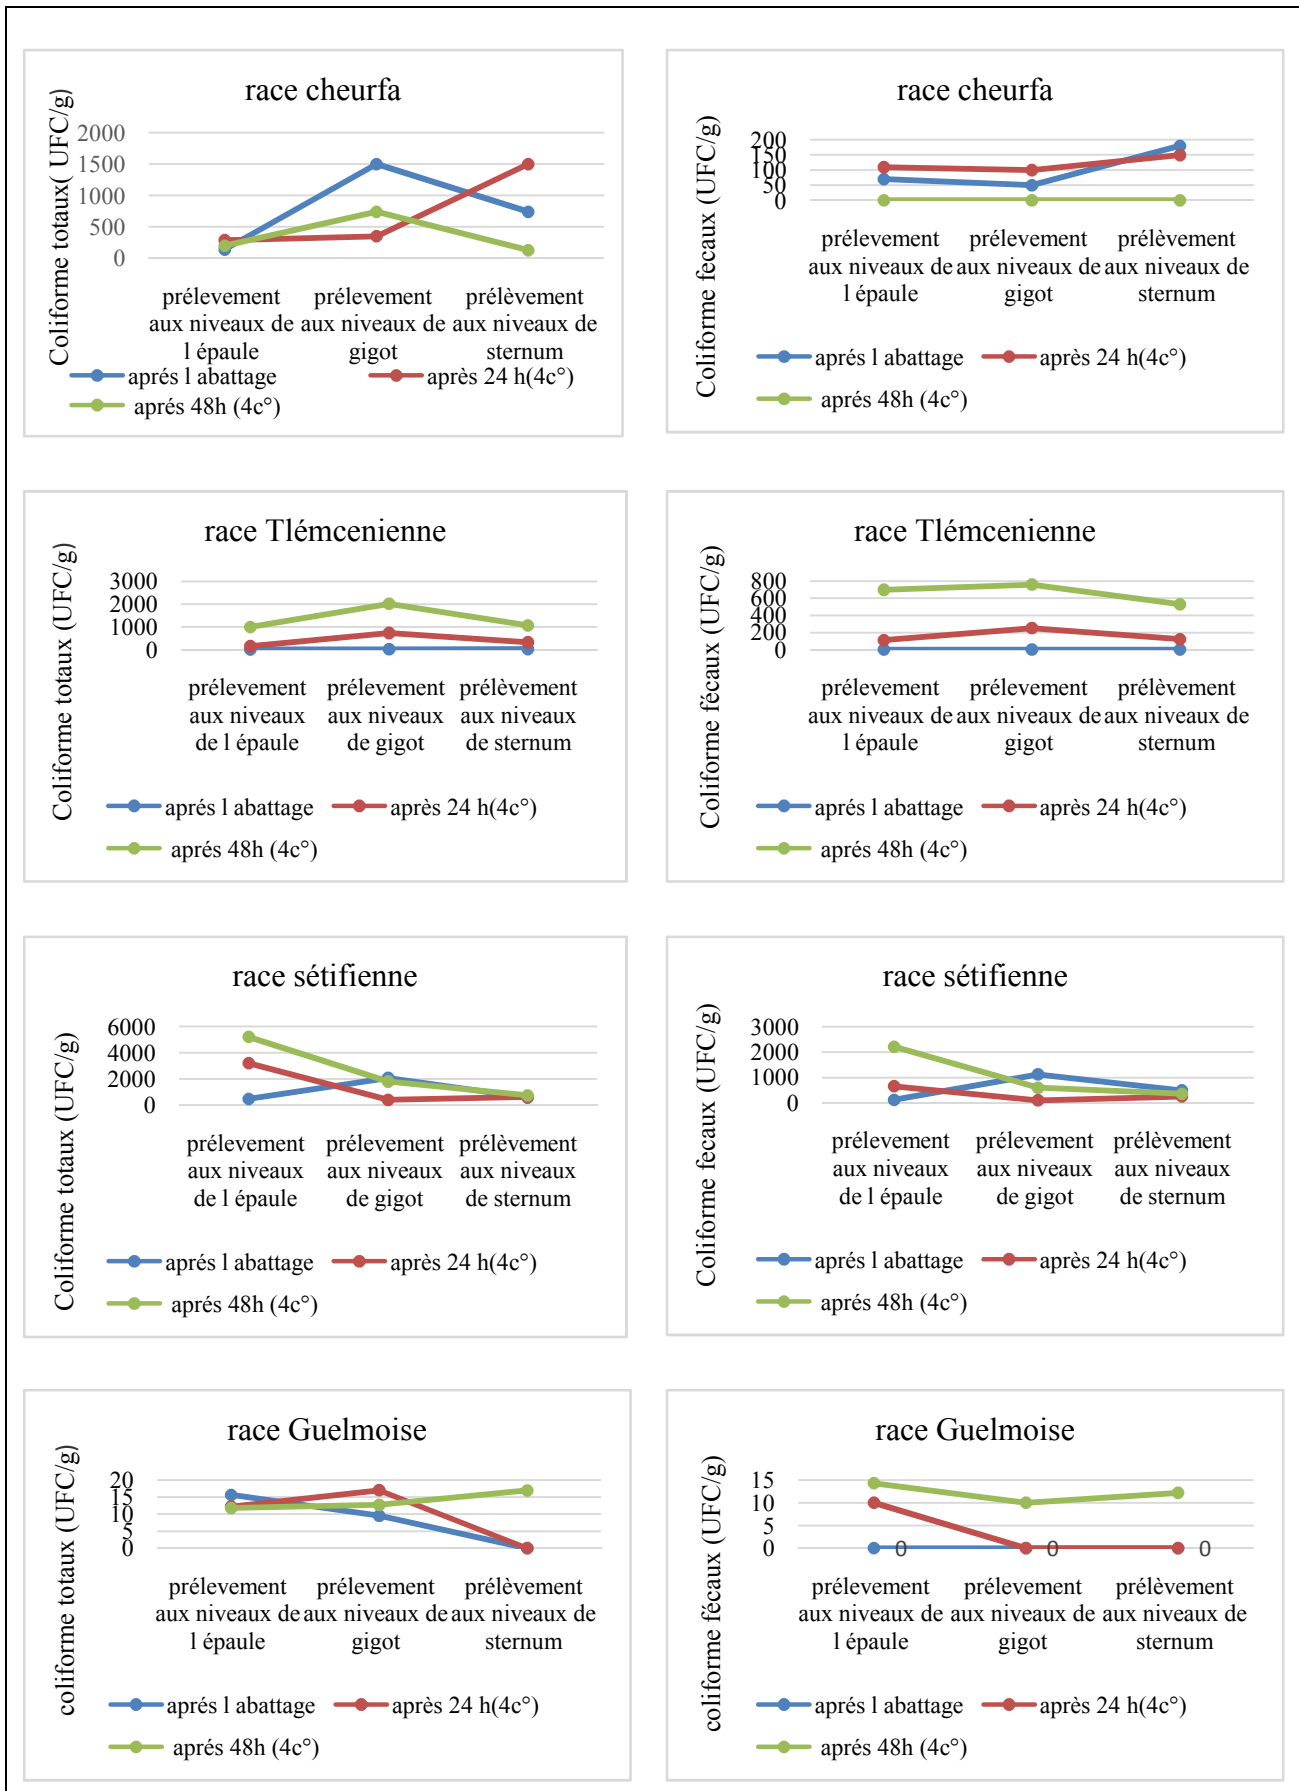 race cheurfa
Coliforme totaux( UFC/g)
2000
1500
1000
500
0
prélevement
aux niveaux de
l épaule
prélevement
aux niveaux de
gigot
prélèvement
aux niveaux de
sternum
aprés l abattage
après 24 h(4c°)
aprés 48h (4c°)
race cheurfa
Coliforme fecaux (UFC/g)
200
150
100
50
0
prélevement
aux niveaux de
l épaule
prélevement
aux niveaux de
gigot
prélèvement
aux niveaux de
sternum
aprés l abattage
après 24 h(4c°)
aprés 48h (4c°)
race Tlémcenienne
Coliforme totaux (UFC/g)
3000
2000
1000
0
prélevement
aux niveaux
de l épaule
prélevement
aux niveaux
de gigot
prélèvement
aux niveaux
de sternum
aprés l abattage
après 24 h(4c°)
aprés 48h (4c°)
race Tlémcenienne
Coliforme fécaux (UFC/g)
800
600
400
200
0
prélevement
aux niveaux de
l épaule
prélevement
aux niveaux de
gigot
prélèvement
aux niveaux de
sternum
aprés l abattage
après 24 h(4c°)
aprés 48h (4c°)
race sétifienne
Coliforme totaux (UFC/g)
6000
4000
2000
0
prélevement
aux niveaux
de l épaule
prélevement
aux niveaux
de gigot
prélèvement
aux niveaux
de sternum
aprés l abattage
après 24 h(4c°)
aprés 48h (4c°)
race sétifienne
Coliforme fecaux (UFC/g)
3000
2000
1000
0
prélevement
aux niveaux
de l épaule
prélevement
aux niveaux
de gigot
prélèvement
aux niveaux
de sternum
aprés l abattage
après 24 h(4c°)
aprés 48h (4c°)
race Guelmoise
coliforme totaux (UFC/g)
20
15
10
5
0
prélevement
aux niveaux de
l épaule
prélevement
aux niveaux de
gigot
prélèvement
aux niveaux de
sternum
aprés l abattage
après 24 h(4c°)
aprés 48h (4c°)
race Guelmoise
coliforme fécaux (UFC/g)
15
10
5
0
0
0
0
prélevement
aux niveaux de
l épaule
prélevement
aux niveaux de
gigot
prélèvement
aux niveaux de
sternum
aprés l abattage
après 24 h(4c°)
aprés 48h (4c°)